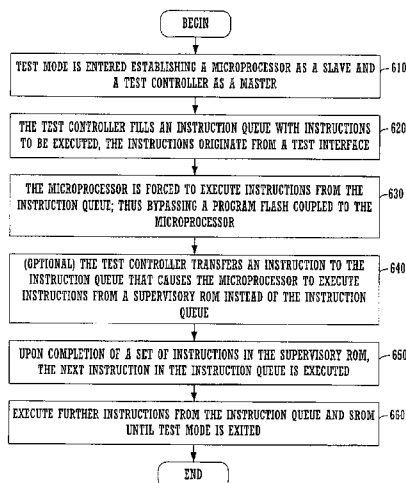 BEGIN
TEST MODE IS ENTERED ESTABLISHING A MICROPROCESSOR AS A SLAVE AND
A TEST CONTROLLER AS A MASTER
610
THE TEST CONTROLLER FILLS AN INSTRUCTION QUEUE WITH INSTRUCTIONS
TO BE EXECUTED, THE INSTRUCTIONS ORIGINATE FROM A TEST INTERFACE
620
THE MICROPROCESSOR IS FORCED TO EXECUTE INSTRUCTIONS FROM THE
INSTRUCTION QUEUE; THUS BYPASSING A PROGRAM FLASH COUPLED TO THE
MICROPROCESSOR
630
(OPTIONAL) THE TEST CONTROLLER TRANSFERS AN INSTRUCTION TO THE
INSTRUCTION QUEUE THAT CAUSES THE MICROPROCESSOR TO EXECUTE
INSTRUCTIONS FROM A SUPERVISORY ROM INSTEAD OF THE INSTRUCTION
QUEUE
640
UPON COMPLETION OF A SET OF INSTRUCTIONS IN THE SUPERVISORY ROM,
THE NEXT INSTRUCTION IN THE INSTRUCTION QUEUE IS EXECUTED
650
EXECUTE FURTHER INSTRUCTIONS FROM THE INSTRUCTION QUEUE AND SROM
UNTIL TEST MODE IS EXITED
660
END